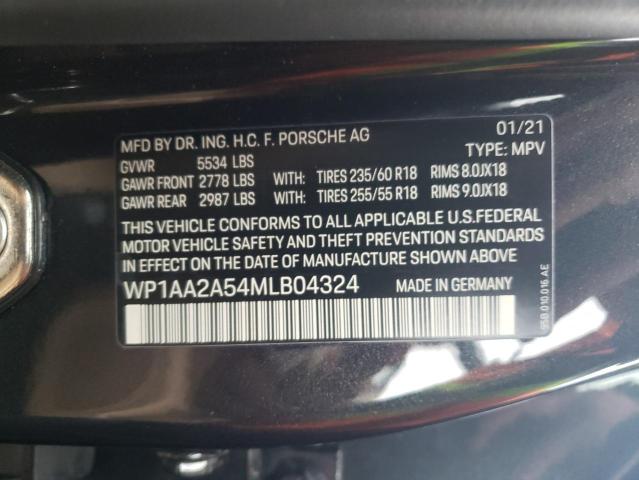 MFD BY DR. ING. H.C. F. PORSCHE AG 01/21
GVWR 5534 LBS TYPE: MPV
GAWR FRONT 2778 LBS WITH: TIRES 235/60 R18 RIMS 8.0JX18
GAWR REAR 2987 LBS WITH: TIRES 255/55 R18 RIMS 9.0JX18
THIS VEHICLE CONFORMS TO ALL APPLICABLE U.S.FEDERAL
MOTOR VEHICLE SAFETY AND THEFT PREVENTION STANDARDS
IN EFFECT ON THE DATE OF MANUFACTURE SHOWN ABOVE
WP1AA2A54MLB04324 MADE IN GERMANY
95B.010.016 AE